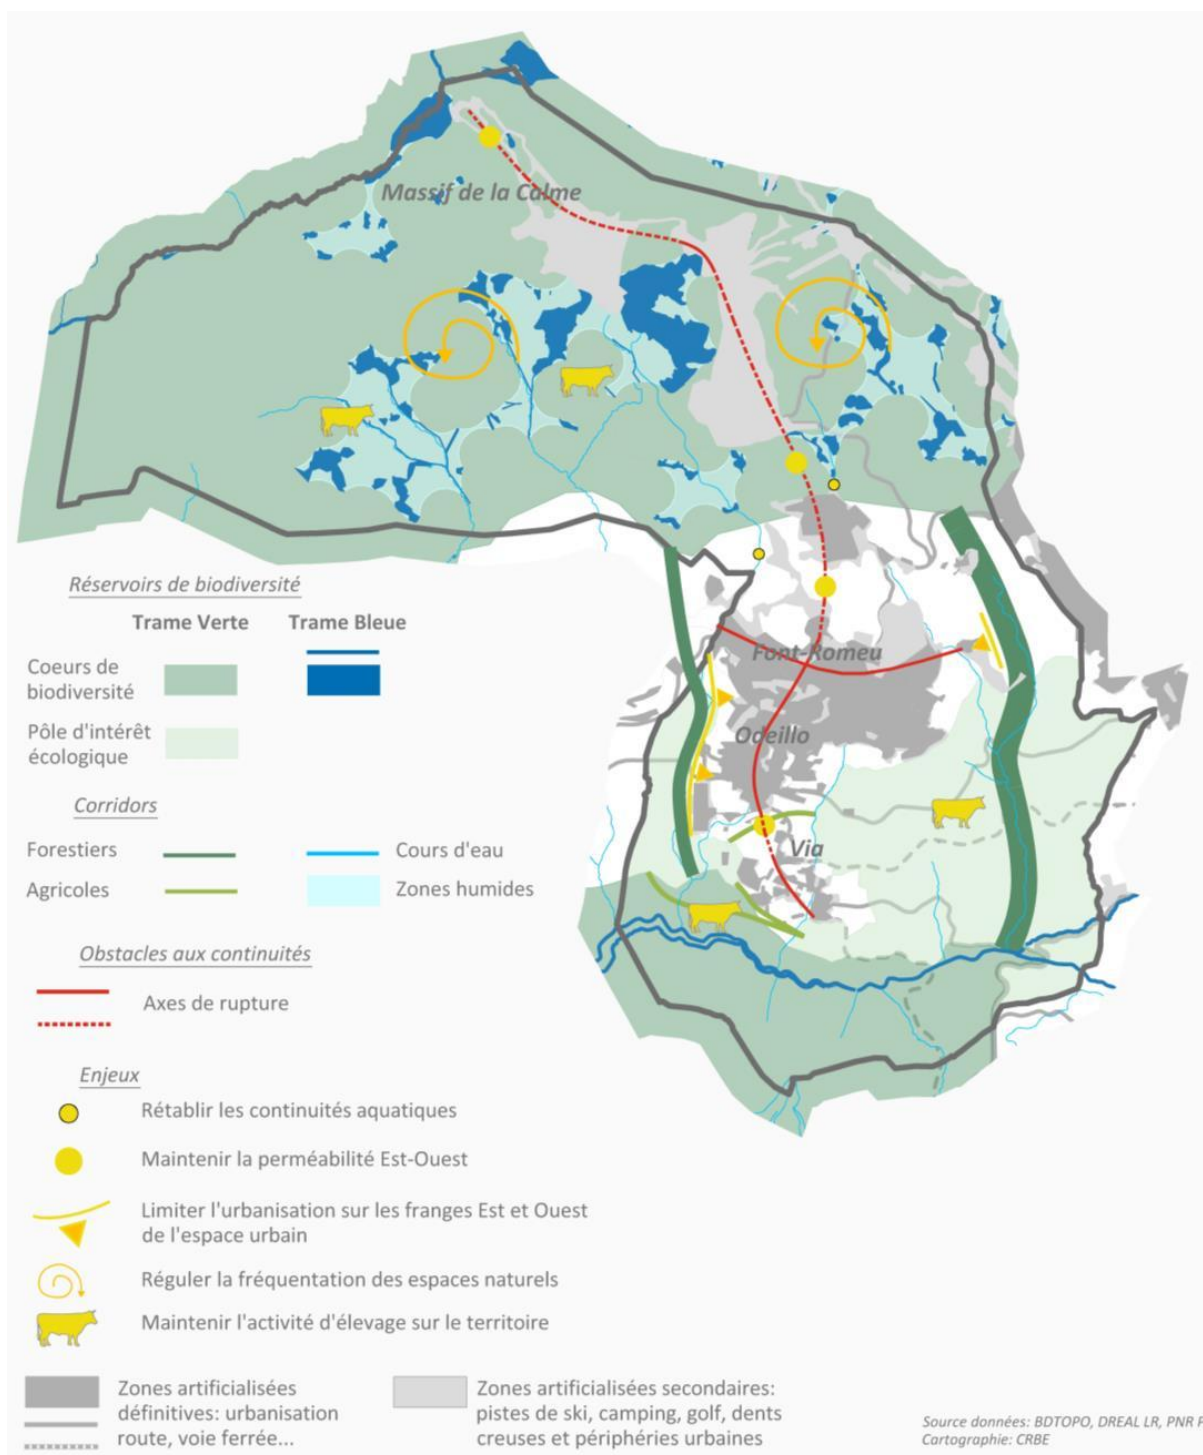 Massif de la Calme
Font-Romeu
Odeillo
Via
Réservoirs de biodiversité
Trame Verte
Trame Bleue
Coeurs de
biodiversité
Pôle d'intérêt
écologique
Corridors
Forestiers
Cours d'eau
Agricoles
Zones humides
Obstacles aux continuités
Axes de rupture
Enjeux
Rétablir les continuités aquatiques
Maintenir la perméabilité Est-Ouest
Limiter l'urbanisation sur les franges Est et Ouest
de l'espace urbain
Réguler la fréquentation des espaces naturels
Maintenir l'activité d'élevage sur le territoire
Zones artificialisées
définitives: urbanisation
route, voie ferrée...
Zones artificialisées secondaires:
pistes de ski, camping, golf, dents
creuses et périphéries urbaines
Source données: BDTOPO, DREAL LR, PNR
Cartographie: CRBE